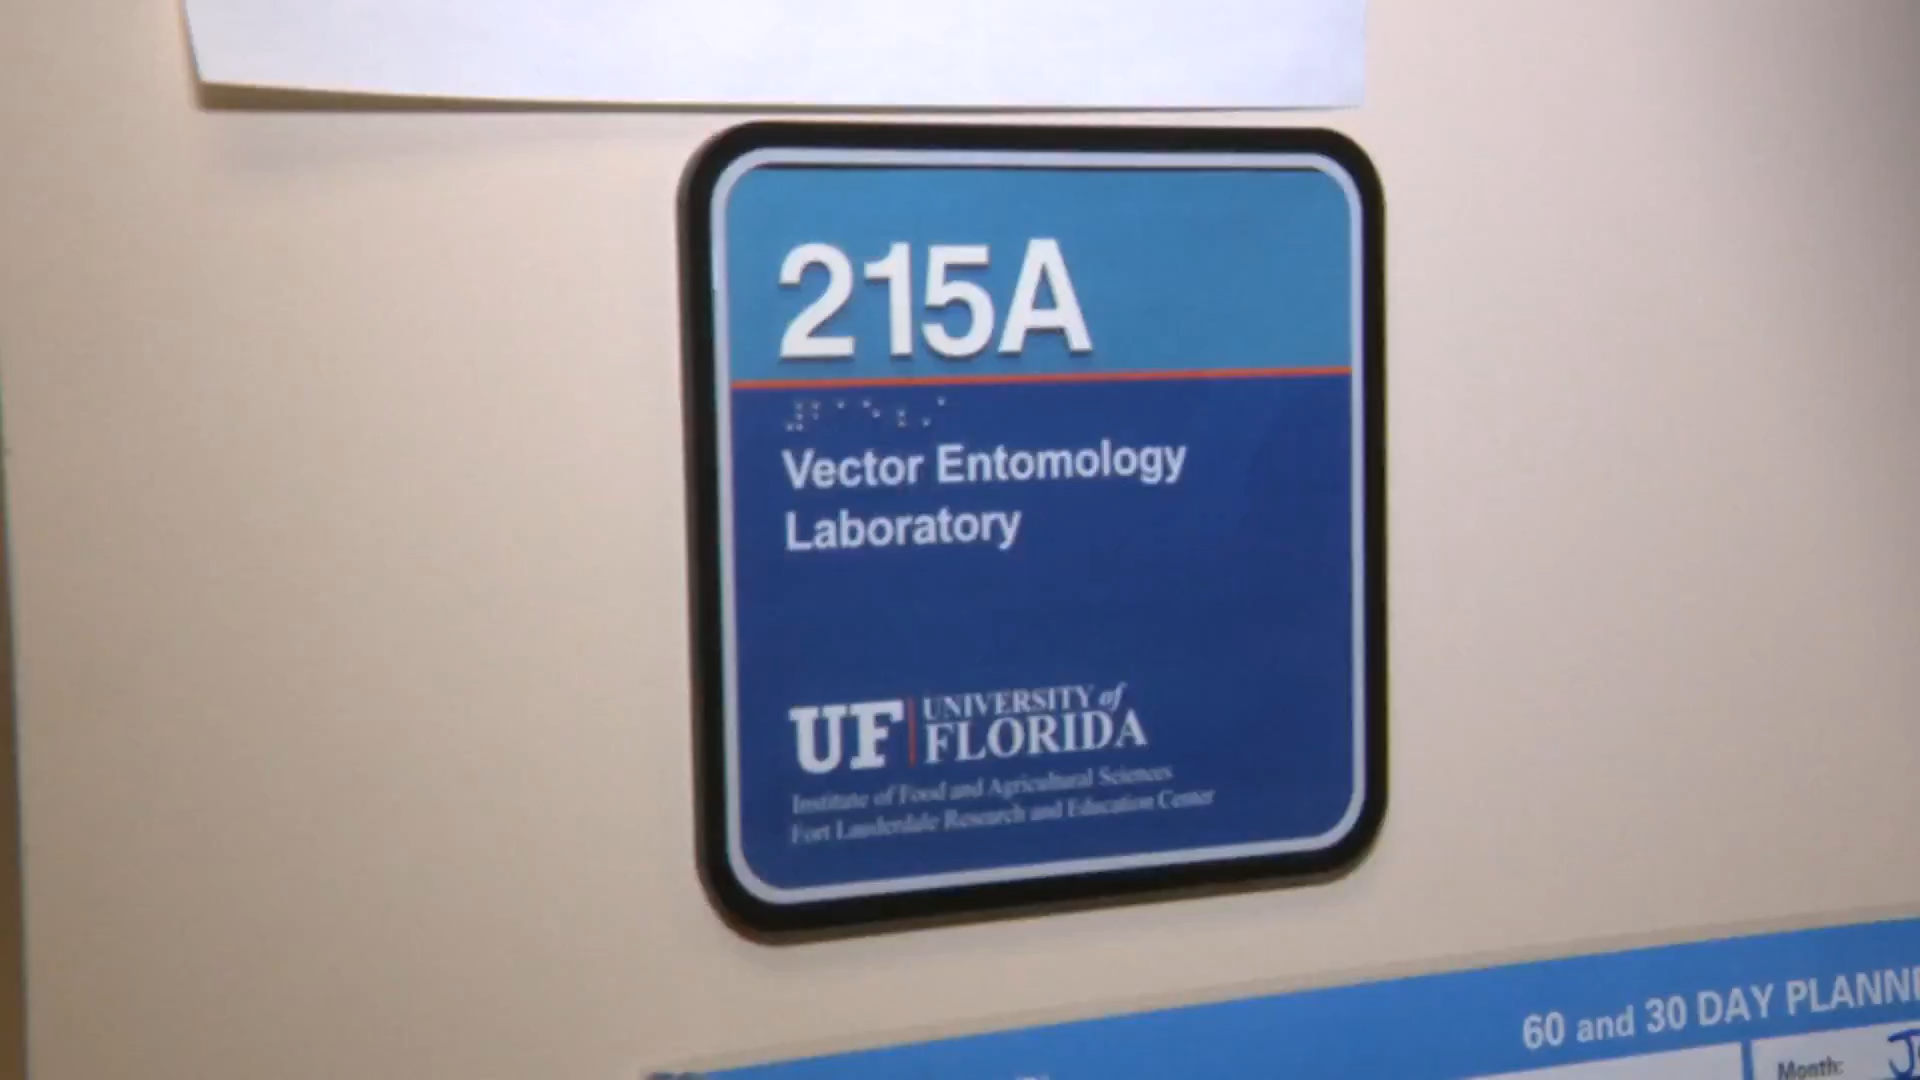 215A
Vector Entomology
Laboratory
UF UNIVERSITY of
FLORIDA
Institute of Food and Agricultural Sciences
Fort Lauderdale Research and Education Center
60 and 30 DAY PLANN
Month: